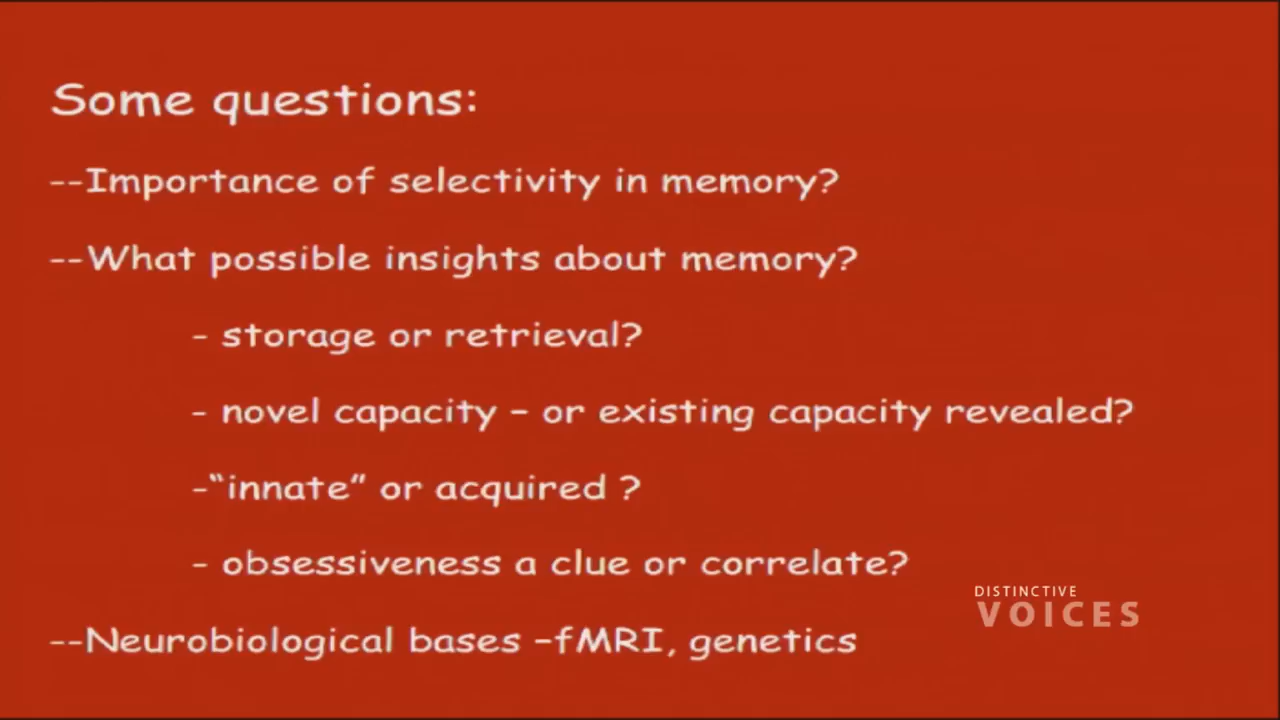 Some questions:
--Importance of selectivity in memory?
--What possible insights about memory?
- storage or retrieval?
- novel capacity – or existing capacity revealed?
-“innate” or acquired ?
- obsessiveness a clue or correlate?
DISTINCTIVE
VOICES
--Neurobiological bases –fMRI, genetics